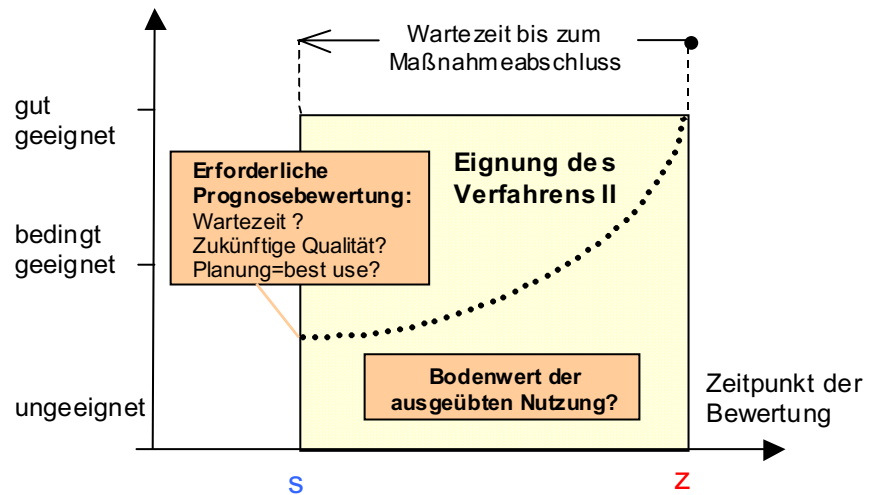 Wartezeit bis zum
Maßnahmeabschluss
gut
geeignet
Erforderliche
Prognosebewertung:
Wartezeit ?
Zukünftige Qualität?
Planung=best use?
Eignung des
Verfahrens II
bedingt
geeignet
Bodenwert der
ausgeübten Nutzung?
ungeeignet
Zeitpunkt der
Bewertung
s
z